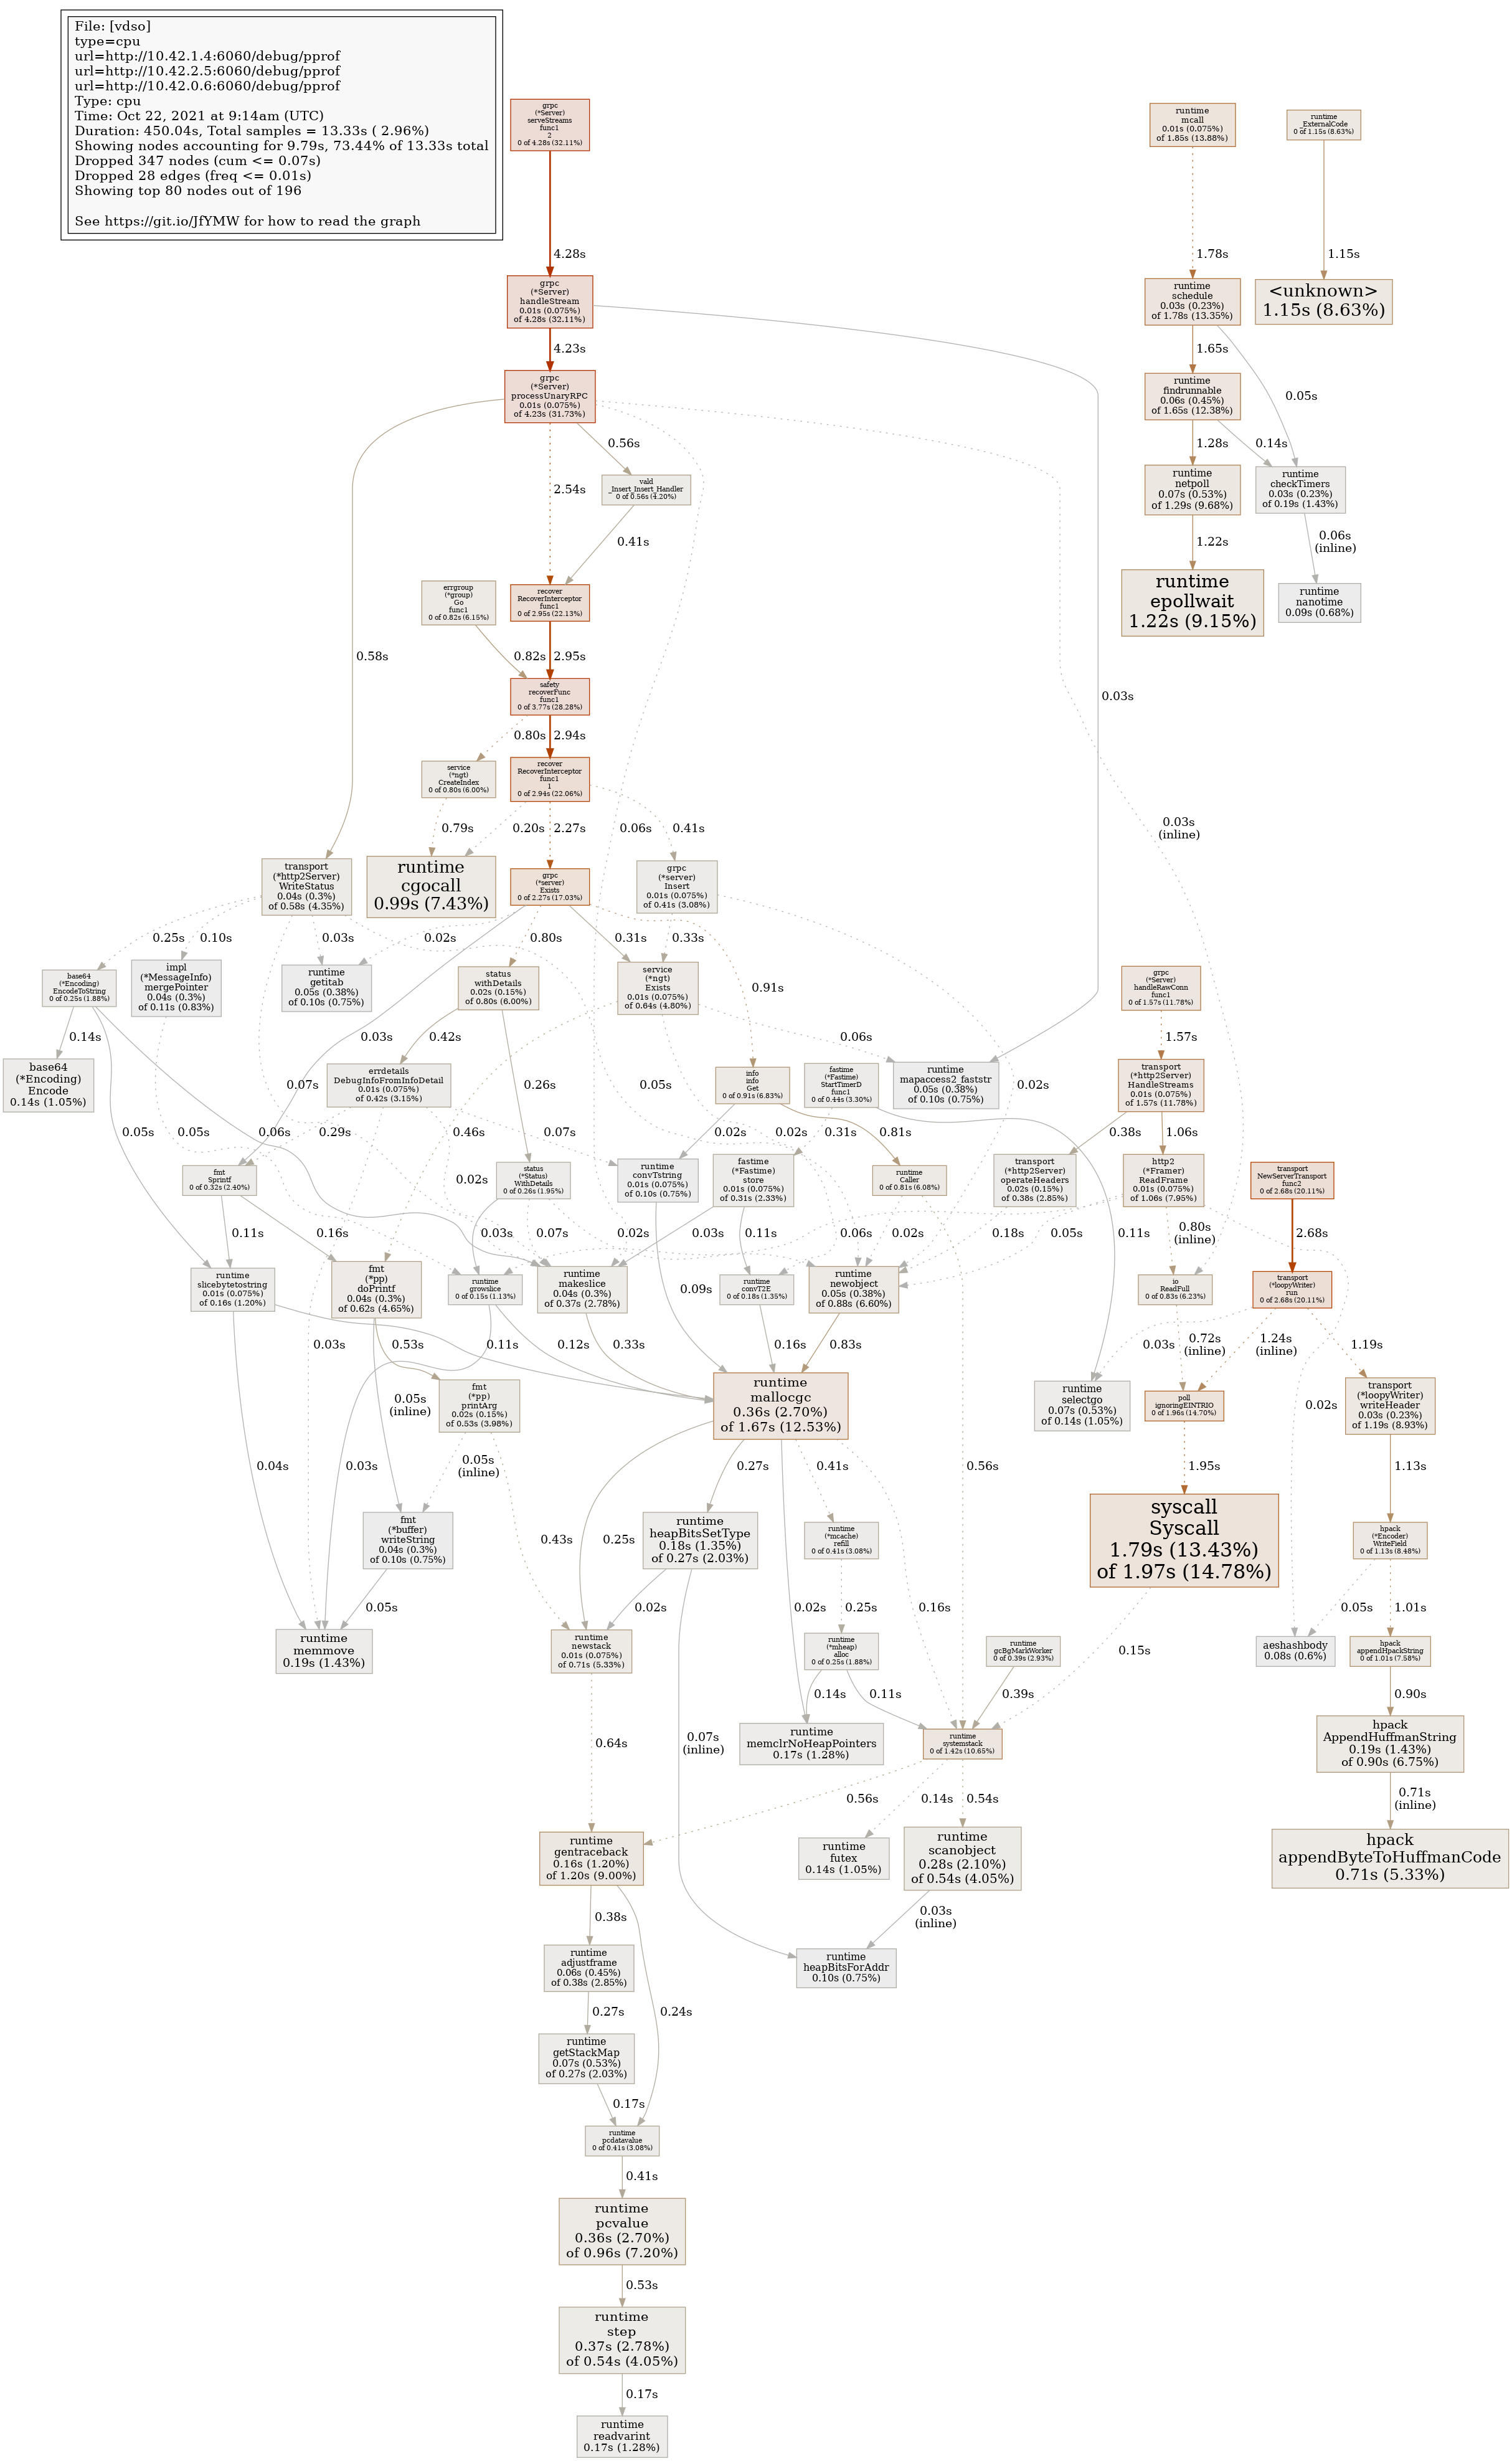 File: [vdso]
type=cpu
url=http://10.42.1.4:6060/debug/pprof
url=http://10.42.2.5:6060/debug/pprof
url=http://10.42.0.6:6060/debug/pprof
Type: cpu
Time: Oct 22, 2021 at 9:14am (UTC)
Duration: 450.04s, Total samples = 13.33s ( 2.96%)
Showing nodes accounting for 9.79s, 73.44% of 13.33s total
Dropped 347 nodes (cum <= 0.07s)
Dropped 28 edges (freq <= 0.01s)
Showing top 80 nodes out of 196
See https://git.io/JfYMW for how to read the graph
grpc
(*Server)
serveStreams
func1
2
0 of 4.28s (32.11%)
runtime
mcall
0.01s (0.075%)
of 1.85s (13.88%)
runtime
_ExternalCode
0 of 1.15s (8.63%)
4.28s
1.78s
1.15s
grpc
(*Server)
handleStream
0.01s (0.075%)
of 4.28s (32.11%)
runtime
schedule
0.03s (0.23%)
of 1.78s (13.35%)
<unknown>
1.15s (8.63%)
4.23s
1.65s
grpc
(*Server)
processUnaryRPC
0.01s (0.075%)
of 4.23s (31.73%)
runtime
findrunnable
0.06s (0.45%)
of 1.65s (12.38%)
0.05s
0.56s
1.28s
0.14s
2.54s
vald
_Insert_Insert_Handler
0 of 0.56s (4.20%)
runtime
netpoll
0.07s (0.53%)
of 1.29s (9.68%)
runtime
checkTimers
0.03s (0.23%)
of 0.19s (1.43%)
0.41s
1.22s
0.06s
(inline)
errgroup
(*group)
Go
func1
0 of 0.82s (6.15%)
recover
RecoverInterceptor
func1
0 of 2.95s (22.13%)
runtime
epollwait
1.22s (9.15%)
runtime
nanotime
0.09s (0.68%)
0.58s
0.82s
2.95s
safety
recoverFunc
func1
0 of 3.77s (28.28%)
0.03s
0.80s
2.94s
service
(*ngt)
CreateIndex
0 of 0.80s (6.00%)
recover
RecoverInterceptor
func1
1
0 of 2.94s (22.06%)
0.79s
0.20s
2.27s
0.06s
0.41s
0.03s
(inline)
transport
(*http2Server)
WriteStatus
0.04s (0.3%)
of 0.58s (4.35%)
runtime
cgocall
0.99s (7.43%)
grpc
(*server)
Exists
0 of 2.27s (17.03%)
grpc
(*server)
Insert
0.01s (0.075%)
of 0.41s (3.08%)
0.25s
0.10s
0.03s
0.02s
0.80s
0.31s
0.33s
base64
(*Encoding)
EncodeToString
0 of 0.25s (1.88%)
impl
(*MessageInfo)
mergePointer
0.04s (0.3%)
of 0.11s (0.83%)
runtime
getitab
0.05s (0.38%)
of 0.10s (0.75%)
status
withDetails
0.02s (0.15%)
of 0.80s (6.00%)
service
(*ngt)
Exists
0.01s (0.075%)
of 0.64s (4.80%)
0.91s
grpc
(*Server)
handleRawConn
func1
0 of 1.57s (11.78%)
0.14s
0.03s
0.42s
0.06s
1.57s
base64
(*Encoding)
Encode
0.14s (1.05%)
0.07s
errdetails
DebugInfoFromInfoDetail
0.01s (0.075%)
of 0.42s (3.15%)
0.26s
0.05s
info
info
Get
0 of 0.91s (6.83%)
fastime
(*Fastime)
StartTimerD
func1
0 of 0.44s (3.30%)
runtime
mapaccess2_faststr
0.05s (0.38%)
of 0.10s (0.75%)
0.02s
transport
(*http2Server)
HandleStreams
0.01s (0.075%)
of 1.57s (11.78%)
0.05s
0.05s
0.06s
0.29s
0.46s
0.07s
0.02s
0.02s
0.81s
0.31s
0.38s
1.06s
fmt
Sprintf
0 of 0.32s (2.40%)
0.02s
status
(*Status)
WithDetails
0 of 0.26s (1.95%)
runtime
convTstring
0.01s (0.075%)
of 0.10s (0.75%)
fastime
(*Fastime)
store
0.01s (0.075%)
of 0.31s (2.33%)
runtime
Caller
0 of 0.81s (6.08%)
transport
(*http2Server)
operateHeaders
0.02s (0.15%)
of 0.38s (2.85%)
http2
(*Framer)
ReadFrame
0.01s (0.075%)
of 1.06s (7.95%)
transport
NewServerTransport
func2
0 of 2.68s (20.11%)
0.11s
0.16s
0.03s
0.07s
0.02s
0.03s
0.11s
0.06s
0.02s
0.18s
0.05s
0.11s
0.80s
(inline)
2.68s
runtime
slicebytetostring
0.01s (0.075%)
of 0.16s (1.20%)
fmt
(*pp)
doPrintf
0.04s (0.3%)
of 0.62s (4.65%)
runtime
growslice
0 of 0.15s (1.13%)
runtime
makeslice
0.04s (0.3%)
of 0.37s (2.78%)
runtime
convT2E
0 of 0.18s (1.35%)
runtime
newobject
0.05s (0.38%)
of 0.88s (6.60%)
io
ReadFull
0 of 0.83s (6.23%)
transport
(*loopyWriter)
run
0 of 2.68s (20.11%)
0.09s
0.03s
0.53s
0.11s
0.12s
0.33s
0.16s
0.83s
0.03s
0.72s
(inline)
1.24s
(inline)
1.19s
0.05s
(inline)
fmt
(*pp)
printArg
0.02s (0.15%)
of 0.53s (3.98%)
runtime
mallocgc
0.36s (2.70%)
of 1.67s (12.53%)
runtime
selectgo
0.07s (0.53%)
of 0.14s (1.05%)
poll
ignoringEINTRIO
0 of 1.96s (14.70%)
0.02s
transport
(*loopyWriter)
writeHeader
0.03s (0.23%)
of 1.19s (8.93%)
0.04s
0.03s
0.05s
(inline)
0.27s
0.41s
0.56s
1.95s
1.13s
fmt
(*buffer)
writeString
0.04s (0.3%)
of 0.10s (0.75%)
0.43s
0.25s
runtime
heapBitsSetType
0.18s (1.35%)
of 0.27s (2.03%)
runtime
(*mcache)
refill
0 of 0.41s (3.08%)
syscall
Syscall
1.79s (13.43%)
of 1.97s (14.78%)
hpack
(*Encoder)
WriteField
0 of 1.13s (8.48%)
0.05s
0.02s
0.02s
0.25s
0.16s
0.05s
1.01s
runtime
memmove
0.19s (1.43%)
runtime
newstack
0.01s (0.075%)
of 0.71s (5.33%)
runtime
(*mheap)
alloc
0 of 0.25s (1.88%)
runtime
gcBgMarkWorker
0 of 0.39s (2.93%)
0.15s
aeshashbody
0.08s (0.6%)
hpack
appendHpackString
0 of 1.01s (7.58%)
0.14s
0.11s
0.39s
0.90s
0.64s
0.07s
(inline)
runtime
memclrNoHeapPointers
0.17s (1.28%)
runtime
systemstack
0 of 1.42s (10.65%)
hpack
AppendHuffmanString
0.19s (1.43%)
of 0.90s (6.75%)
0.56s
0.14s
0.54s
0.71s
(inline)
runtime
gentraceback
0.16s (1.20%)
of 1.20s (9.00%)
runtime
futex
0.14s (1.05%)
runtime
scanobject
0.28s (2.10%)
of 0.54s (4.05%)
hpack
appendByteToHuffmanCode
0.71s (5.33%)
0.38s
0.03s
(inline)
runtime
adjustframe
0.06s (0.45%)
of 0.38s (2.85%)
runtime
heapBitsForAddr
0.10s (0.75%)
0.27s
0.24s
runtime
getStackMap
0.07s (0.53%)
of 0.27s (2.03%)
0.17s
runtime
pcdatavalue
0 of 0.41s (3.08%)
0.41s
runtime
pcvalue
0.36s (2.70%)
of 0.96s (7.20%)
0.53s
runtime
step
0.37s (2.78%)
of 0.54s (4.05%)
0.17s
runtime
readvarint
0.17s (1.28%)